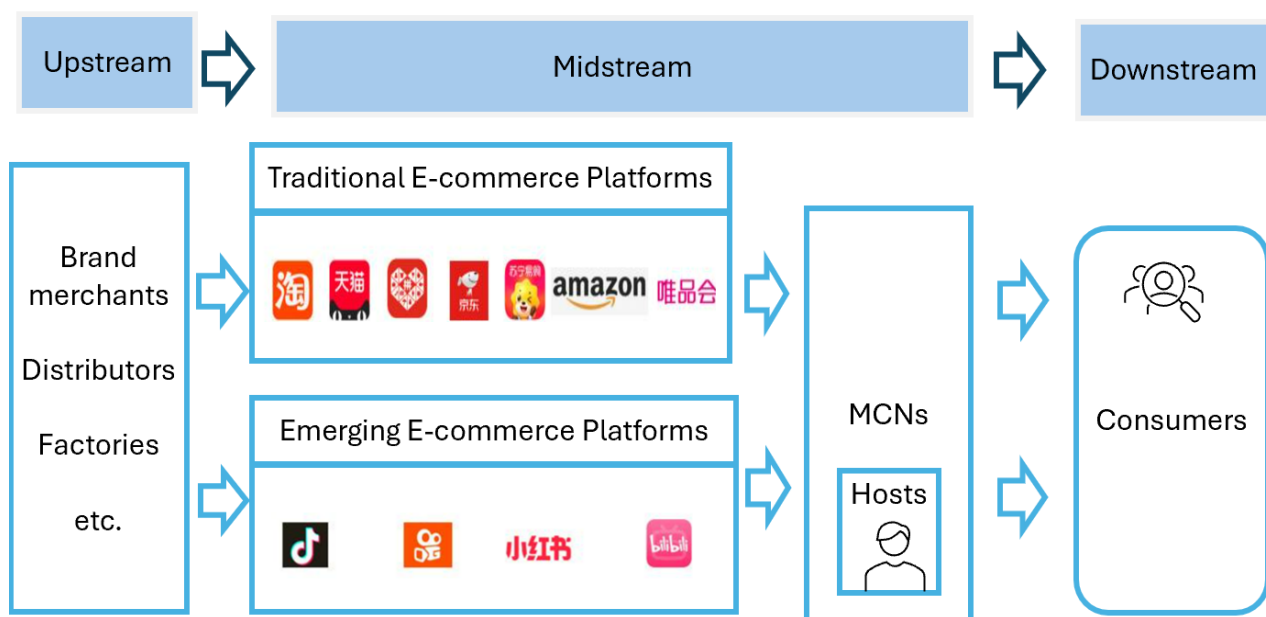 Upstream
Midstream
Downstream
Brand
merchants
Distributors
Factories
etc.
Traditional E-commerce Platforms
淘
天猫
拼
京东
苏宁易购
amazon
唯品会
Emerging E-commerce Platforms
小红书
bilibili
MCNs
Hosts
Consumers